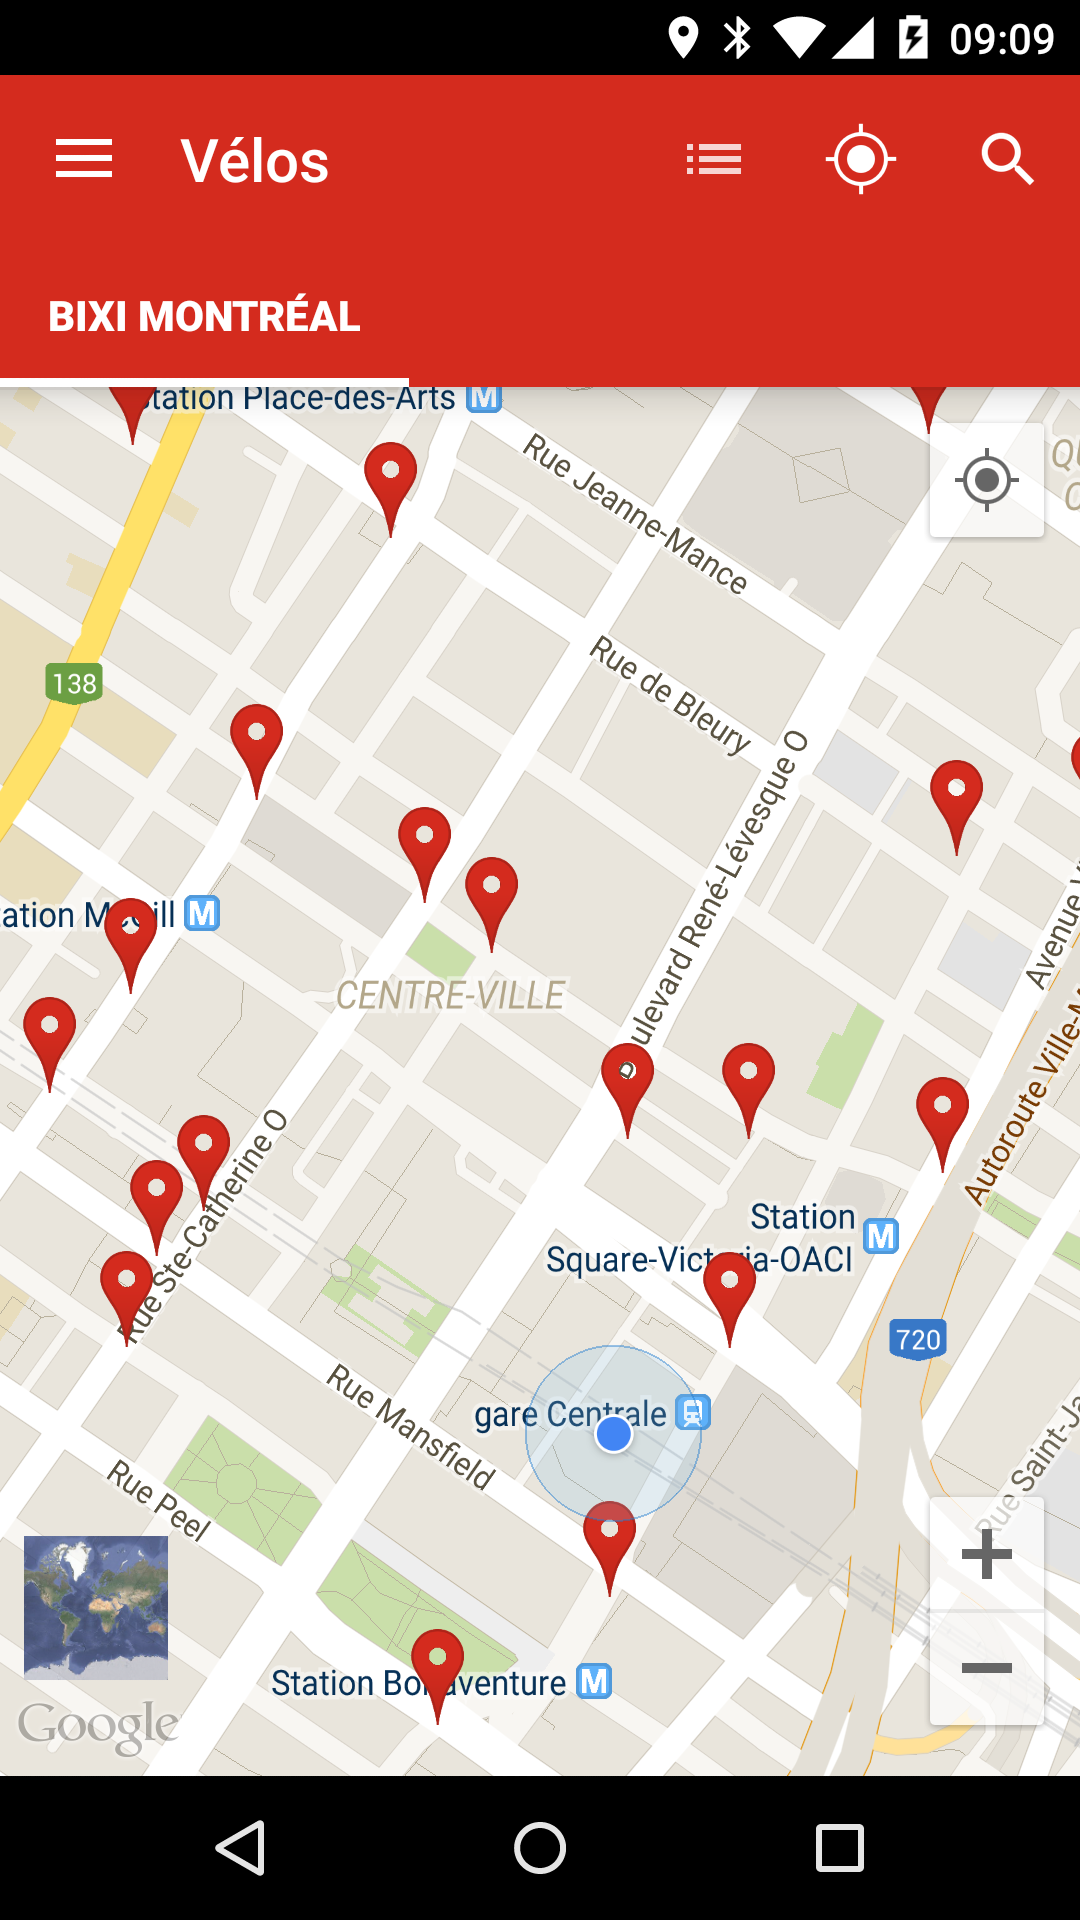 09:09
Vélos
BIXI MONTRÉAL
Station Place-des-Arts M
Rue Jeanne-Mance
138
Rue de Bleury
Boulevard René-Lévesque O
M
CENTRE-VILLE
Avenue
Autoroute Ville-M
Rue Ste-Catherine O
Station
Square-Victoria-OACI M
720
Rue Mansfield
gare Centrale
Rue Peel
Rue Saint-Ja
Station Bonaventure M
Google